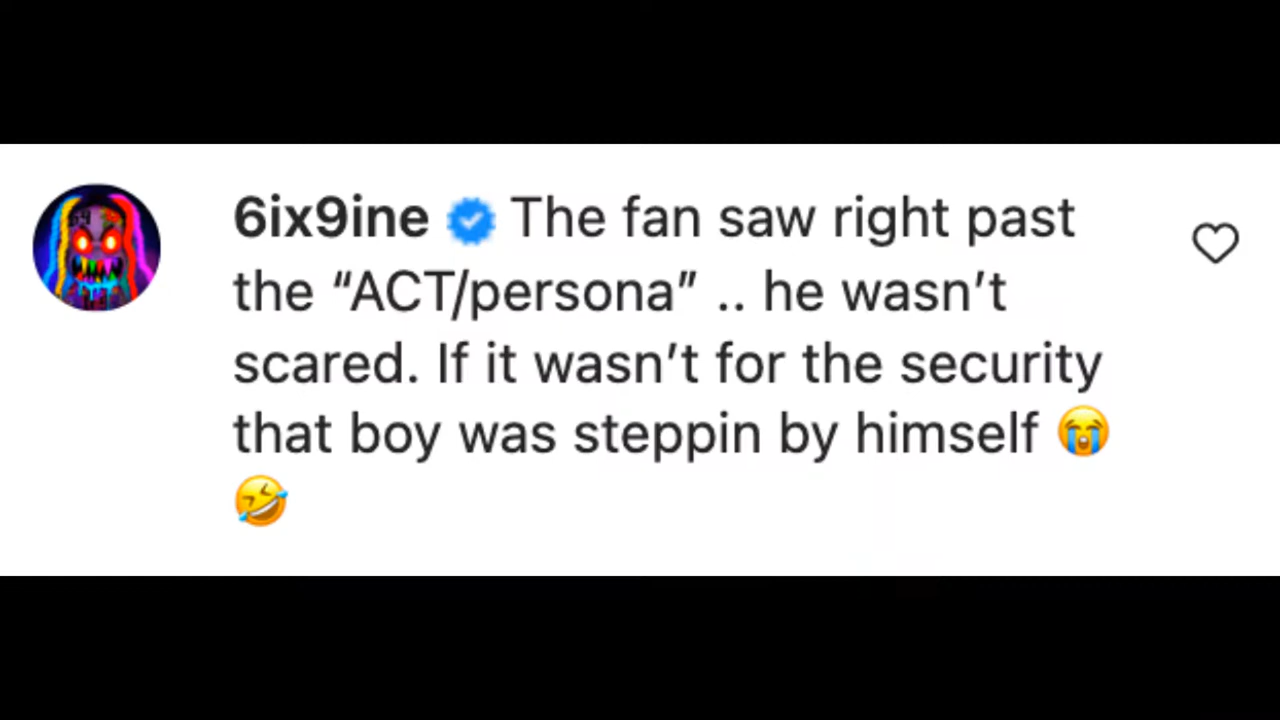 6ix9ine The fan saw right past
the “ACT/persona” .. he wasn’t
scared. If it wasn’t for the security
that boy was steppin by himself 😭
🤣